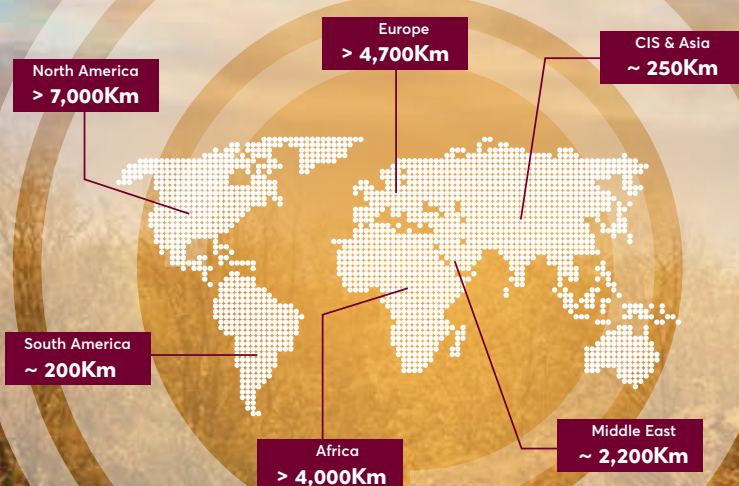 Europe
> 4,700Km
CIS & Asia
~ 250Km
North America
> 7,000Km
South America
~ 200Km
Africa
> 4,000Km
Middle East
~ 2,200Km